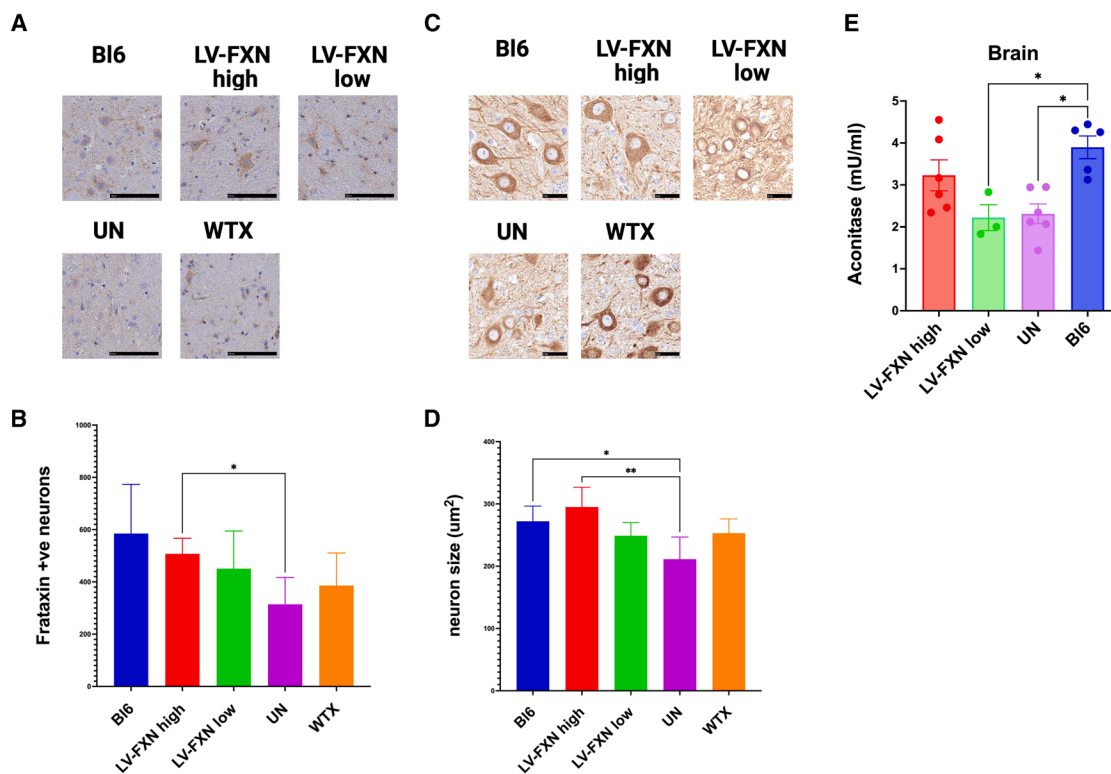 A
Bl6
LV-FXN
high
LV-FXN
low
UN
WTX
B
Frataxin +ve neurons
1000
800
600
400
200
0
*
Bl6
LV-FXN high
LV-FXN low
UN
WTX
C
Bl6
LV-FXN
high
LV-FXN
low
UN
WTX
D
neuron size (um²)
400
300
200
100
0
*
**
Bl6
LV-FXN high
LV-FXN low
UN
WTX
E
Brain
Aconitase (mU/ml)
5
4
3
2
1
0
*
*
LV-FXN high
LV-FXN low
UN
Bl6